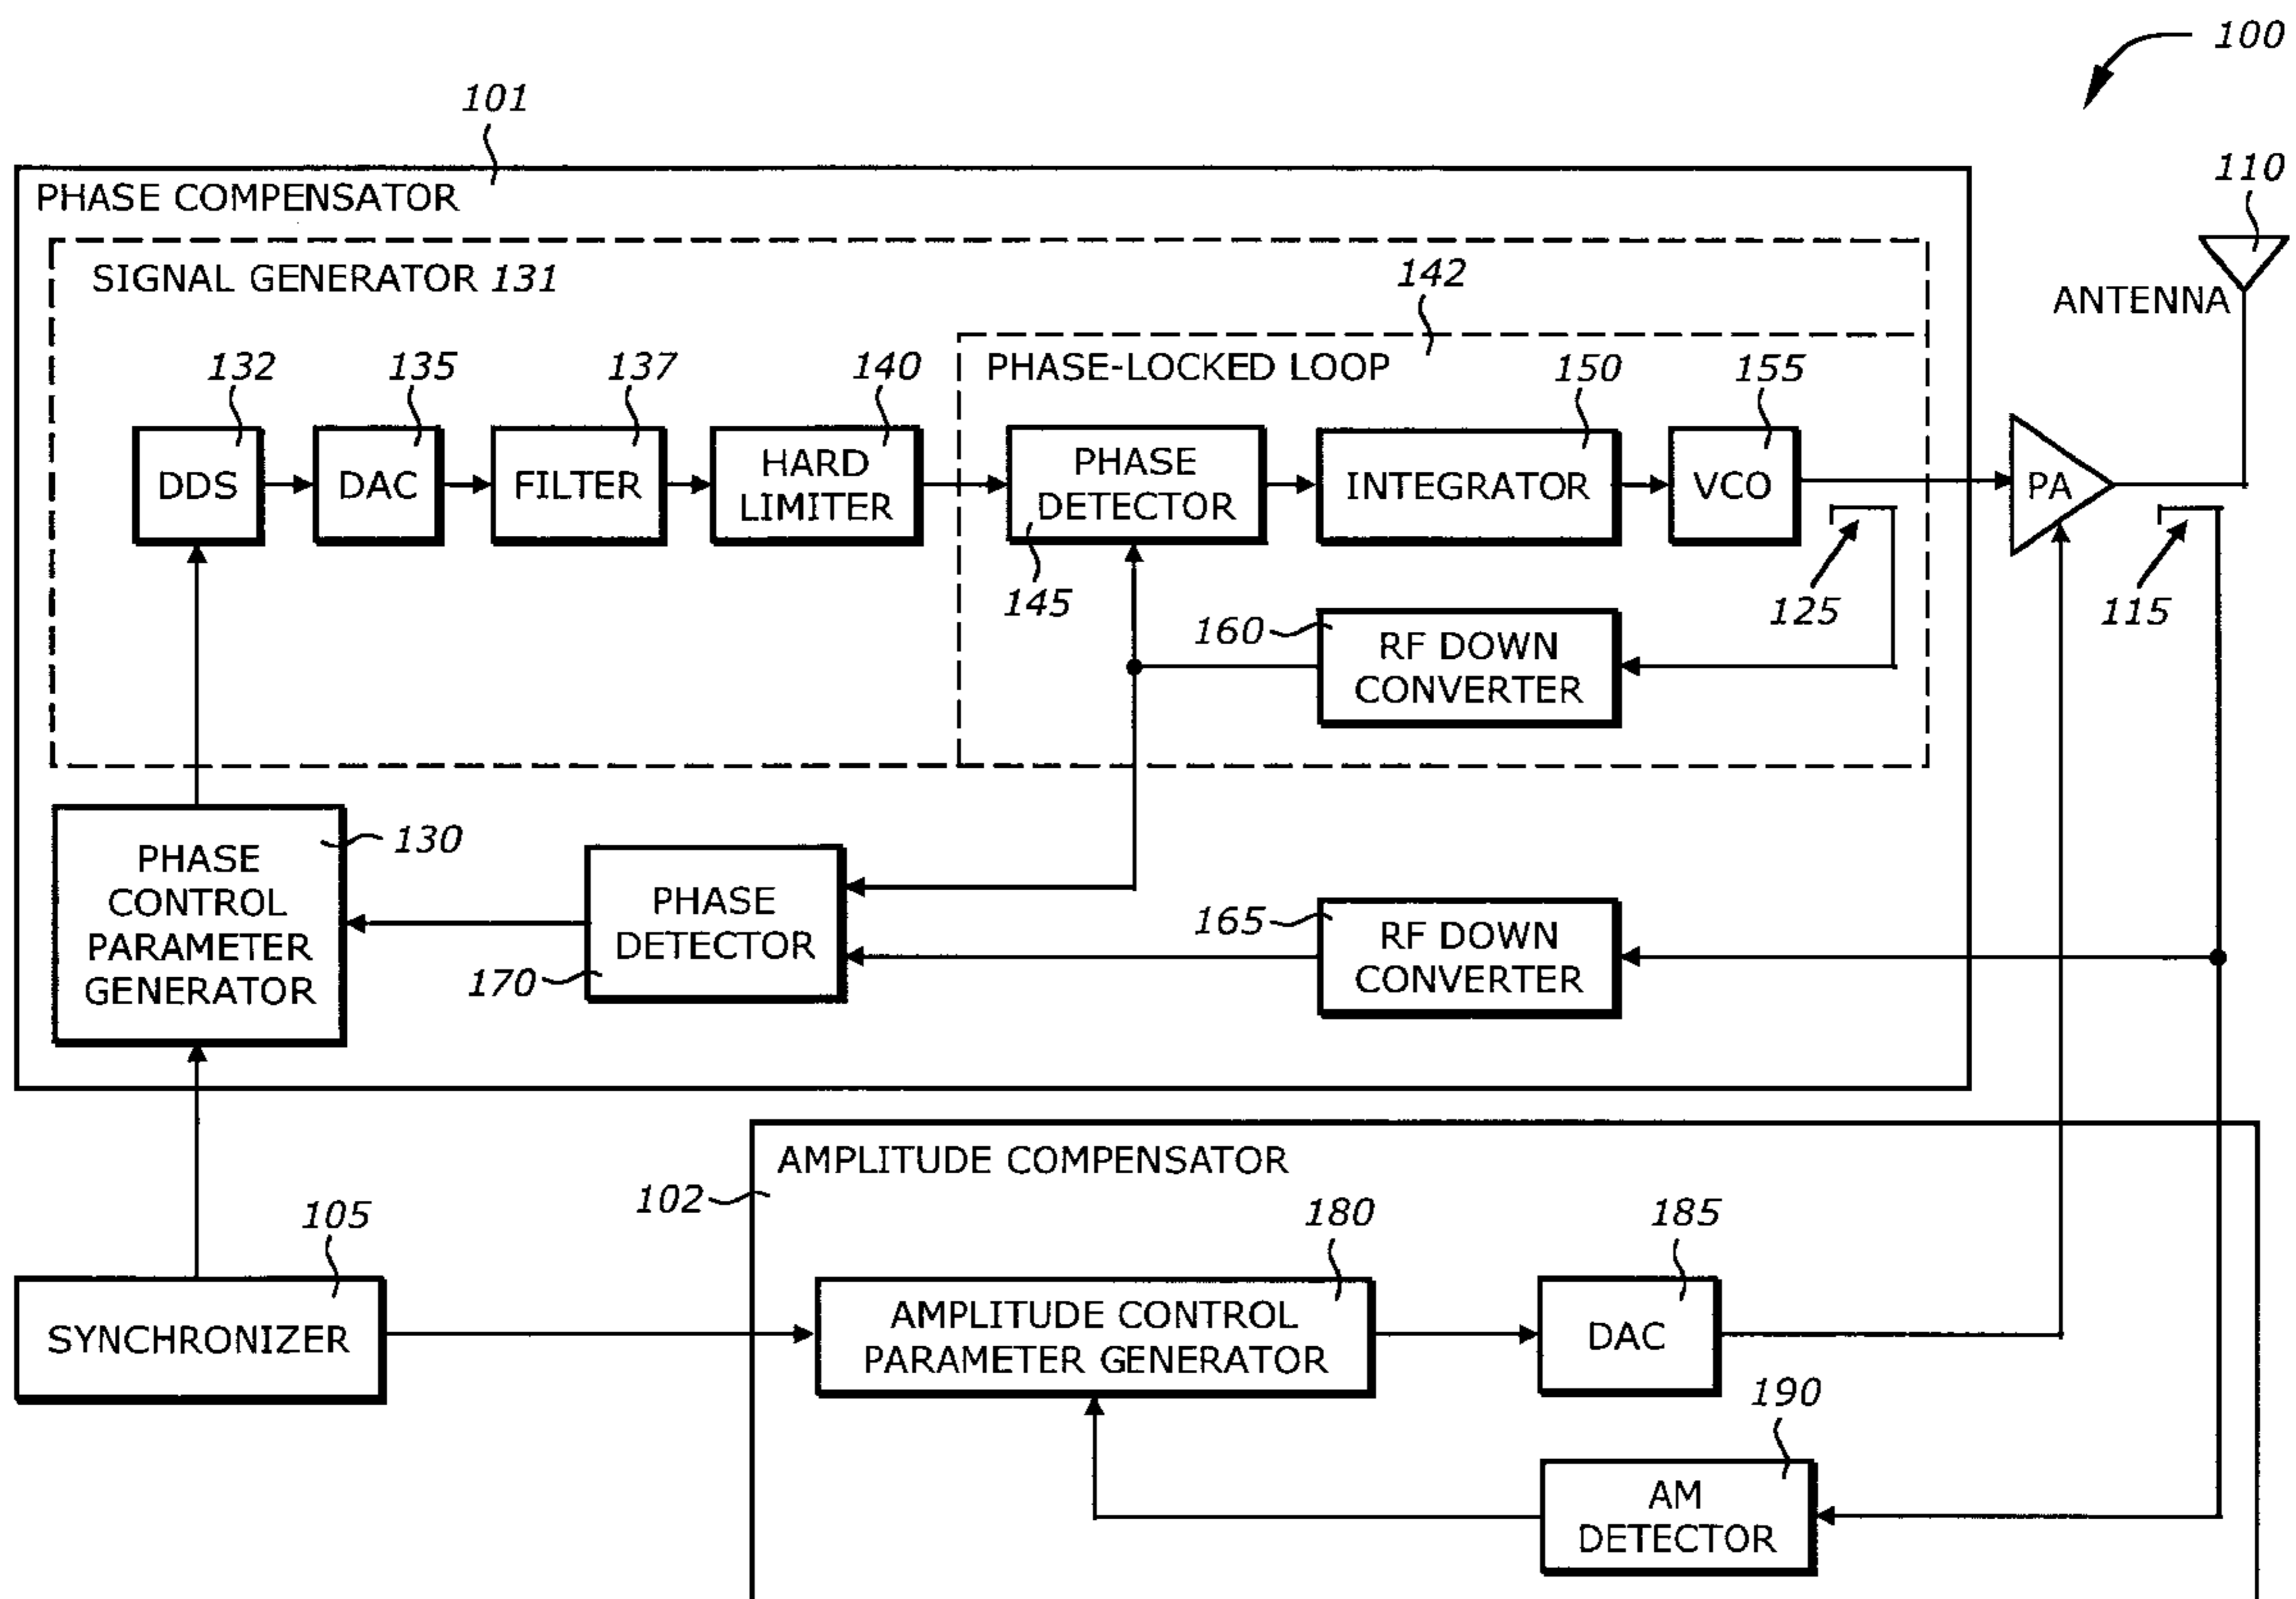 100
101
110
PHASE COMPENSATOR
SIGNAL GENERATOR 131
142
ANTENNA
132
135
137
140
PHASE-LOCKED LOOP
150
155
DDS
DAC
FILTER
HARD
LIMITER
PHASE
DETECTOR
INTEGRATOR
VCO
PA
145
125
115
160
RF DOWN
CONVERTER
130
PHASE
CONTROL
PARAMETER
GENERATOR
PHASE
DETECTOR
170
165
RF DOWN
CONVERTER
AMPLITUDE COMPENSATOR
102
105
180
185
SYNCHRONIZER
AMPLITUDE CONTROL
PARAMETER GENERATOR
DAC
190
AM
DETECTOR